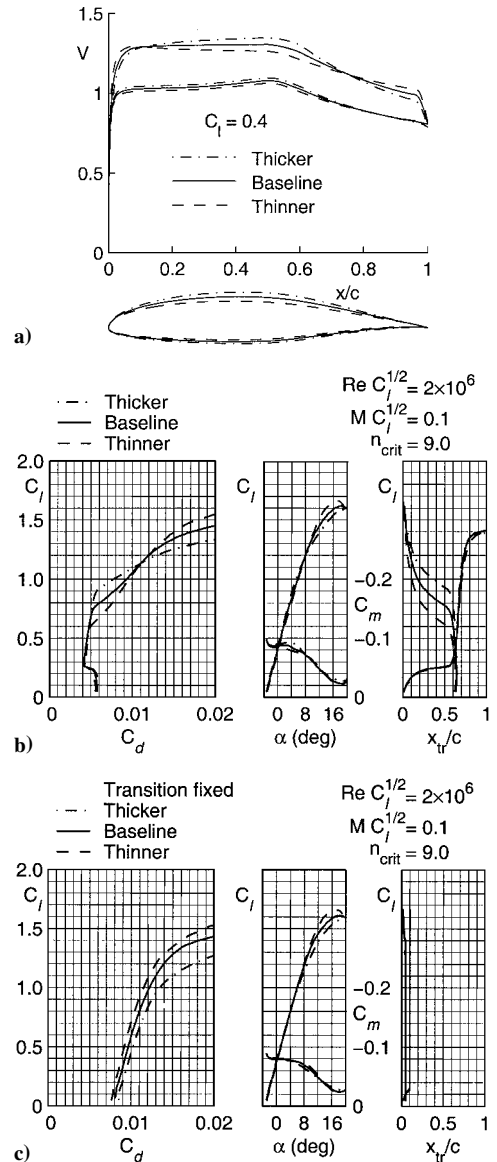 1.5
V
1
0.5
0
C_l = 0.4
Thicker
Baseline
Thinner
0 0.2 0.4 0.6 0.8 1
x/c
a)
Thicker
Baseline
Thinner
Re C_l^{1/2} = 2×10^6
M C_l^{1/2} = 0.1
n_crit = 9.0
2.0
C_l
1.5
1.0
0.5
0
0 0.01 0.02
C_d
C_l
-0.2
C_m
-0.1
0
0 8 16
α (deg)
C_l
0 0.5 1
x_tr/c
b)
Transition fixed
Thicker
Baseline
Thinner
Re C_l^{1/2} = 2×10^6
M C_l^{1/2} = 0.1
n_crit = 9.0
2.0
C_l
1.5
1.0
0.5
0
0 0.01 0.02
C_d
C_l
-0.2
C_m
-0.1
0
0 8 16
α (deg)
C_l
0 0.5 1
x_tr/c
c)